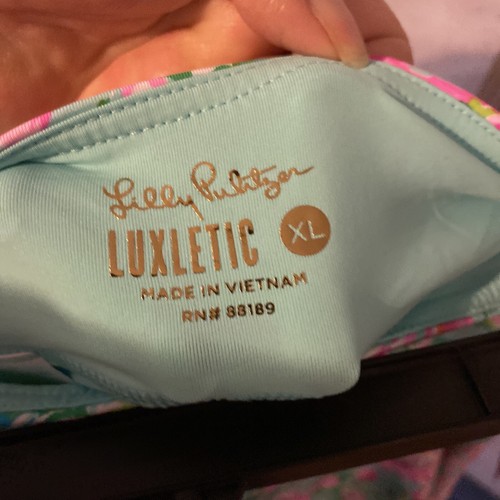 Lilly Pulitzer
LUXLETIC XL
MADE IN VIETNAM
RN# 88189